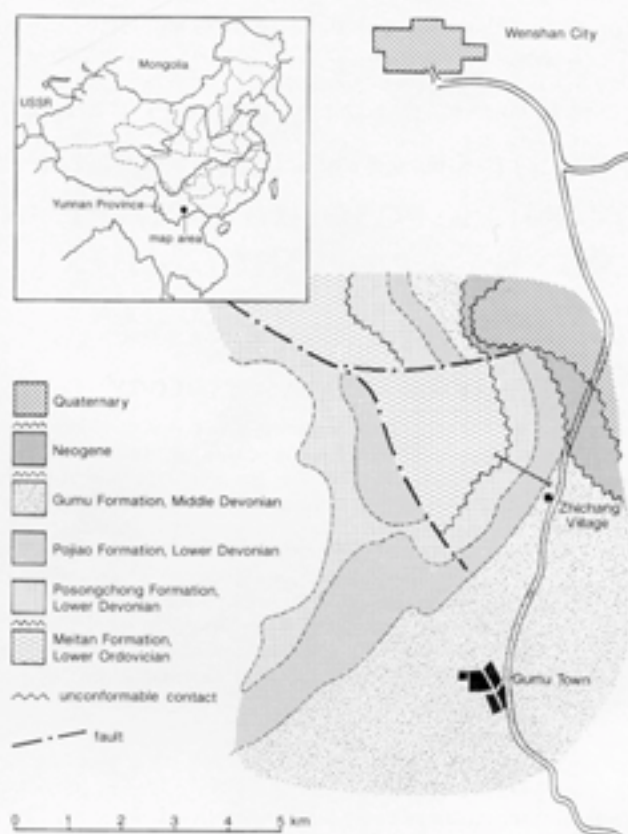 Wenshan City
Mongolia
USSR
Yunnan Province
map area
Quaternary
Neogene
Gumu Formation, Middle Devonian
Pojiao Formation, Lower Devonian
Posongchong Formation,
Lower Devonian
Meitan Formation,
Lower Ordovician
unconformable contact
fault
Zhichang
Village
Gumu Town
0 1 2 3 4 5 km